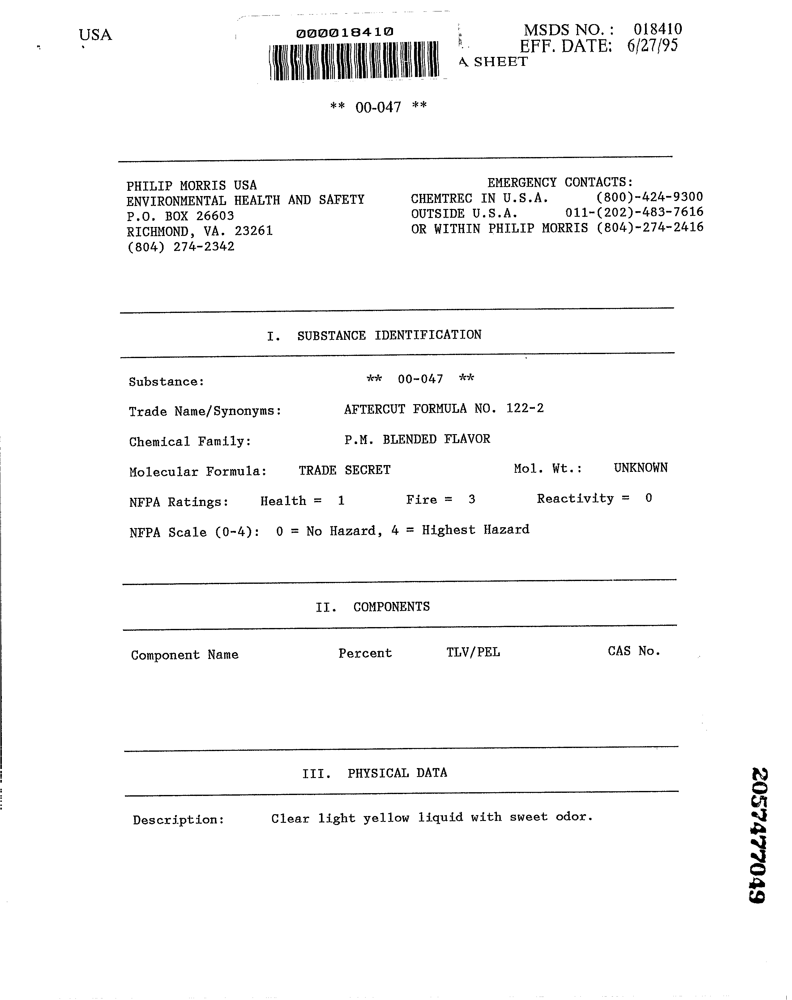 USA
000018410
MSDS NO. : 018410
EFF. DATE: 6/27/95
A SHEET
** 00-047 **
PHILIP MORRIS USA
ENVIRONMENTAL HEALTH AND SAFETY
P.O. BOX 26603
RICHMOND, VA. 23261
(804) 274-2342
EMERGENCY CONTACTS:
CHEMTREC IN U.S.A. (800)-424-9300
OUTSIDE U.S.A. 011-(202)-483-7616
OR WITHIN PHILIP MORRIS (804)-274-2416
I. SUBSTANCE IDENTIFICATION
Substance: ** 00-047 **
Trade Name/Synonyms: AFTERCUT FORMULA NO. 122-2
Chemical Family: P.M. BLENDED FLAVOR
Molecular Formula: TRADE SECRET Mol. Wt.: UNKNOWN
NFPA Ratings: Health = 1 Fire = 3 Reactivity = 0
NFPA Scale (0-4): 0 = No Hazard, 4 = Highest Hazard
II. COMPONENTS
Component Name Percent TLV/PEL CAS No.
III. PHYSICAL DATA
Description: Clear light yellow liquid with sweet odor.
2057477049